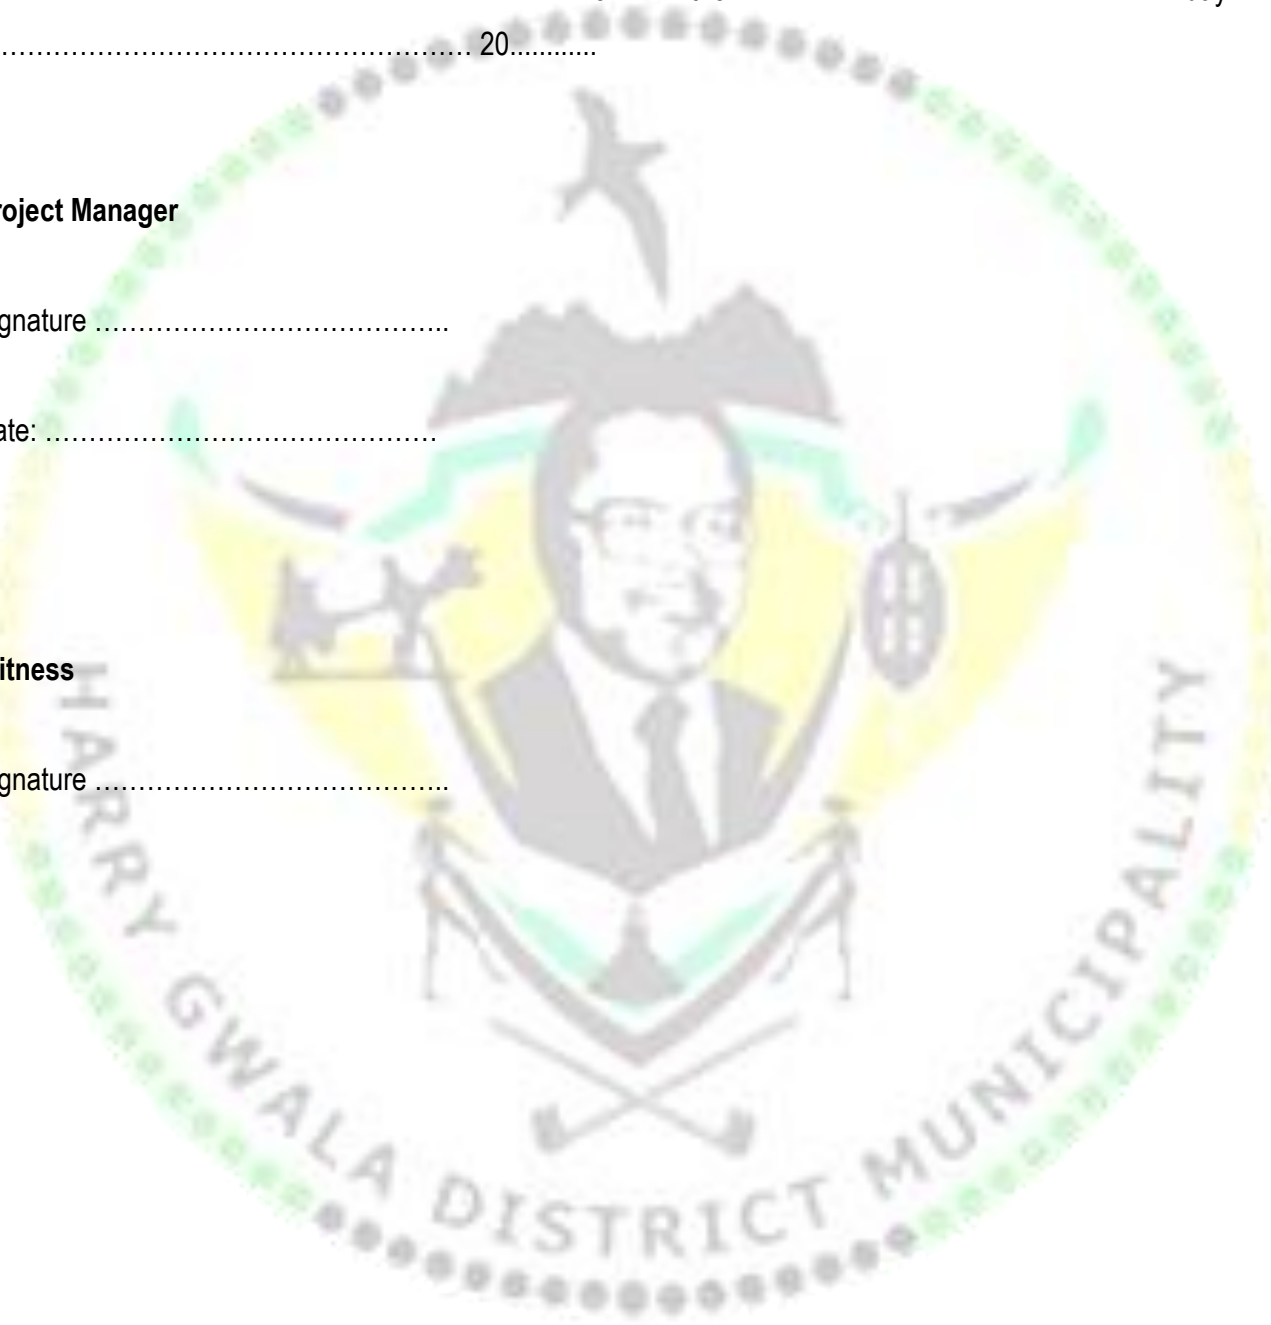 ………………………………………………… 20............
roject Manager
gnature …………………………………..
ate: ………………………………………
itness
gnature …………………………………..
HARRY GWALA DISTRICT MUNICIPALITY